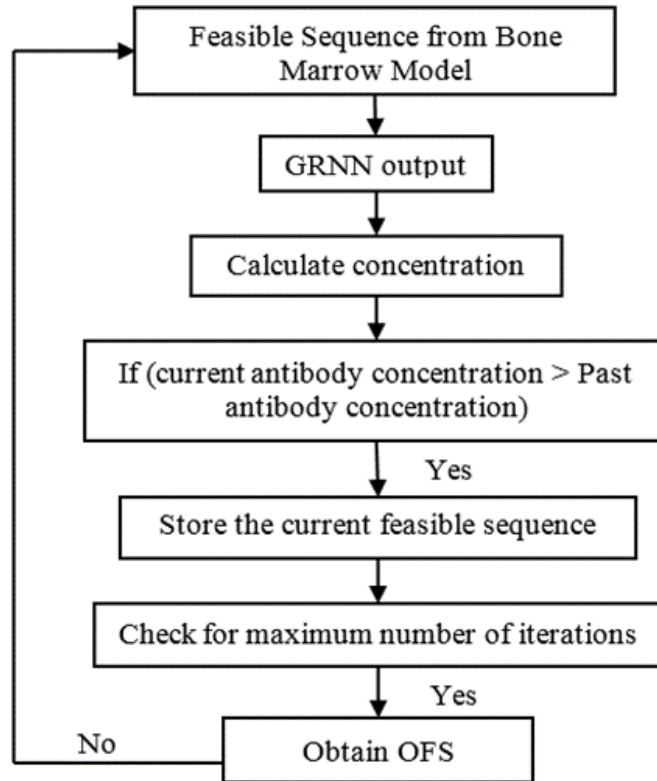 Feasible Sequence from Bone
Marrow Model
GRNN output
Calculate concentration
If (current antibody concentration > Past
antibody concentration)
Yes
Store the current feasible sequence
Check for maximum number of iterations
Yes
No
Obtain OFS